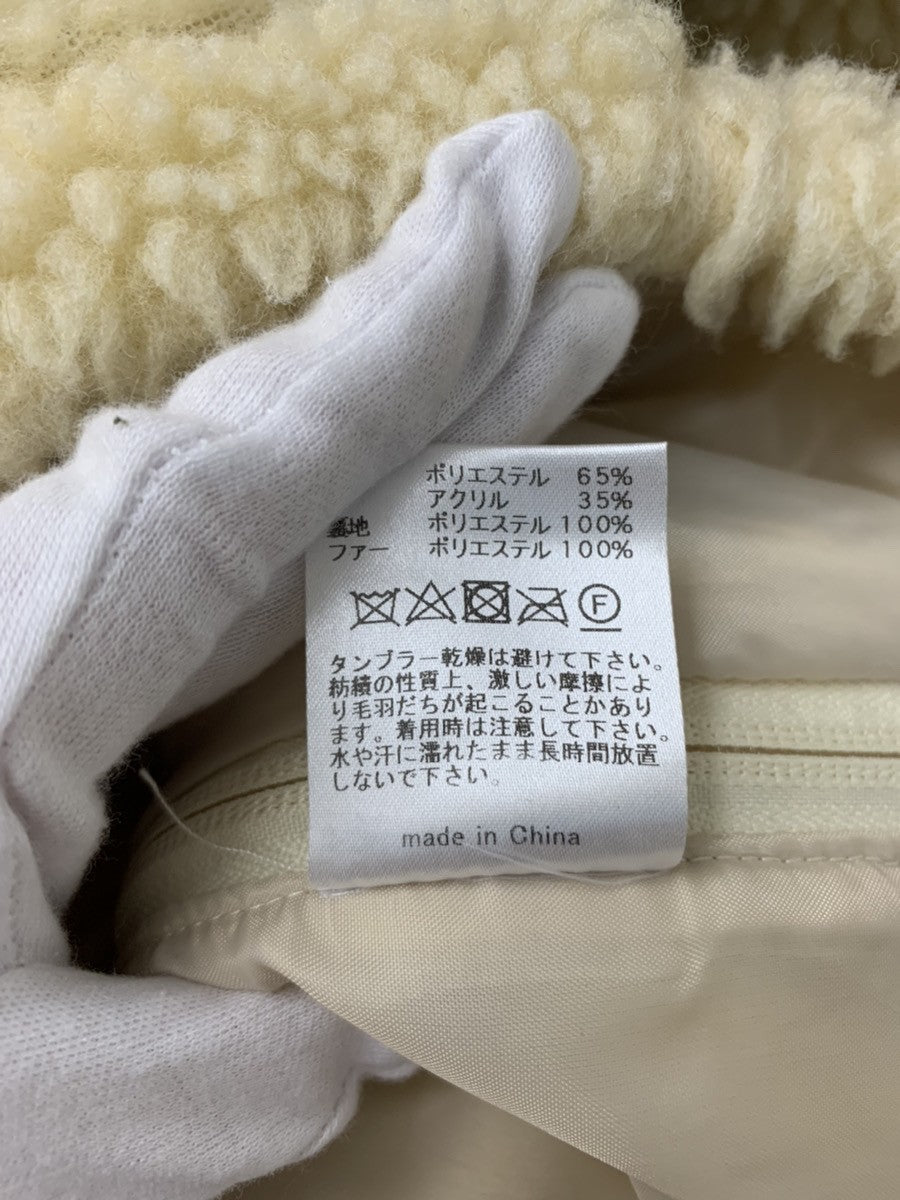 ポリエステル 65%
アクリル 35%
裏地 ポリエステル 100%
ファー ポリエステル 100%
F
タンブラー乾燥は避けて下さい。
紡績の性質上、激しい摩擦によ
り毛羽だちが起こることかあり
ます。着用時は注意して下さい。
水や汗に濡れたまま長時間放置
しないで下さい。
made in China